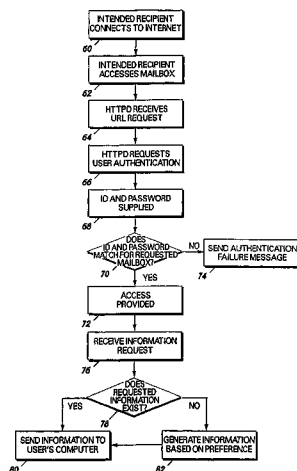 INTENDED RECIPIENT
CONNECTS TO INTERNET
60
INTENDED RECIPIENT
ACCESSES MAILBOX
62
HTTPD RECEIVES
URL REQUEST
64
HTTPD REQUESTS
USER AUTHENTICATION
66
ID AND PASSWORD
SUPPLIED
68
DOES
ID AND PASSWORD
MATCH FOR REQUESTED
MAILBOX?
70
NO
SEND AUTHENTICATION
FAILURE MESSAGE
74
YES
ACCESS
PROVIDED
72
RECEIVE INFORMATION
REQUEST
76
DOES
REQUESTED
INFORMATION
EXIST?
78
YES
NO
SEND INFORMATION TO
USER'S COMPUTER
80
GENERATE INFORMATION
BASED ON PREFERENCE
82